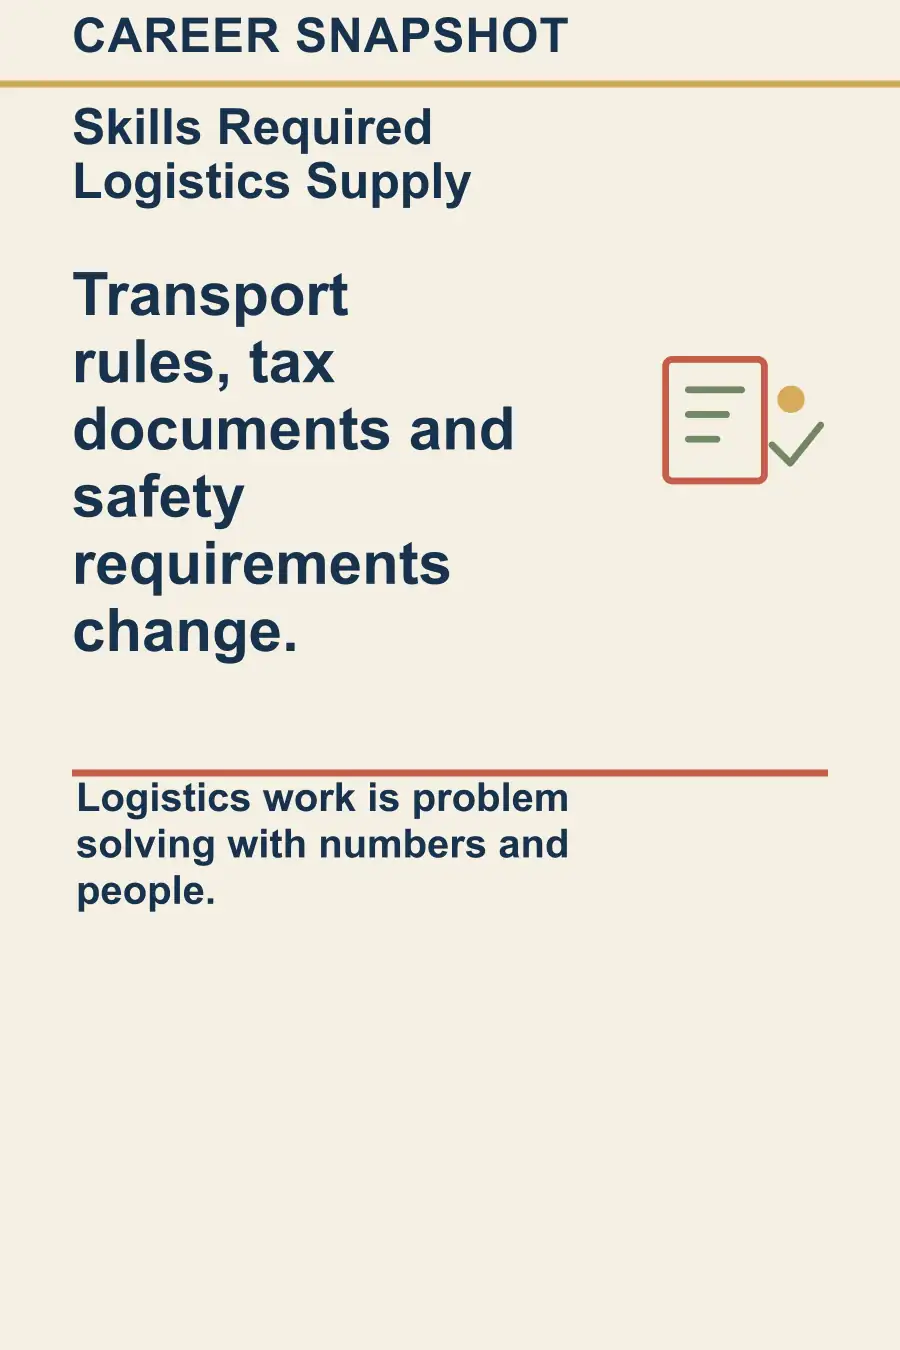 CAREER SNAPSHOT
Skills Required
Logistics Supply
Transport
rules, tax
documents and
safety
requirements
change.
Logistics work is problem
solving with numbers and
people.